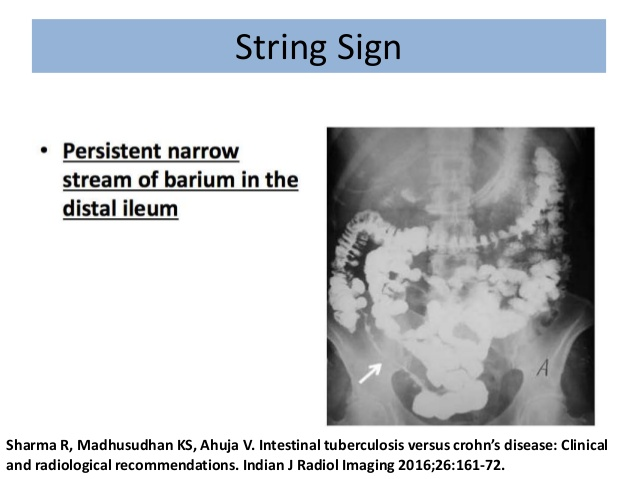 String Sign
• Persistent narrow
stream of barium in the
distal ileum
A
Sharma R, Madhusudhan KS, Ahuja V. Intestinal tuberculosis versus crohn’s disease: Clinical
and radiological recommendations. Indian J Radiol Imaging 2016;26:161-72.